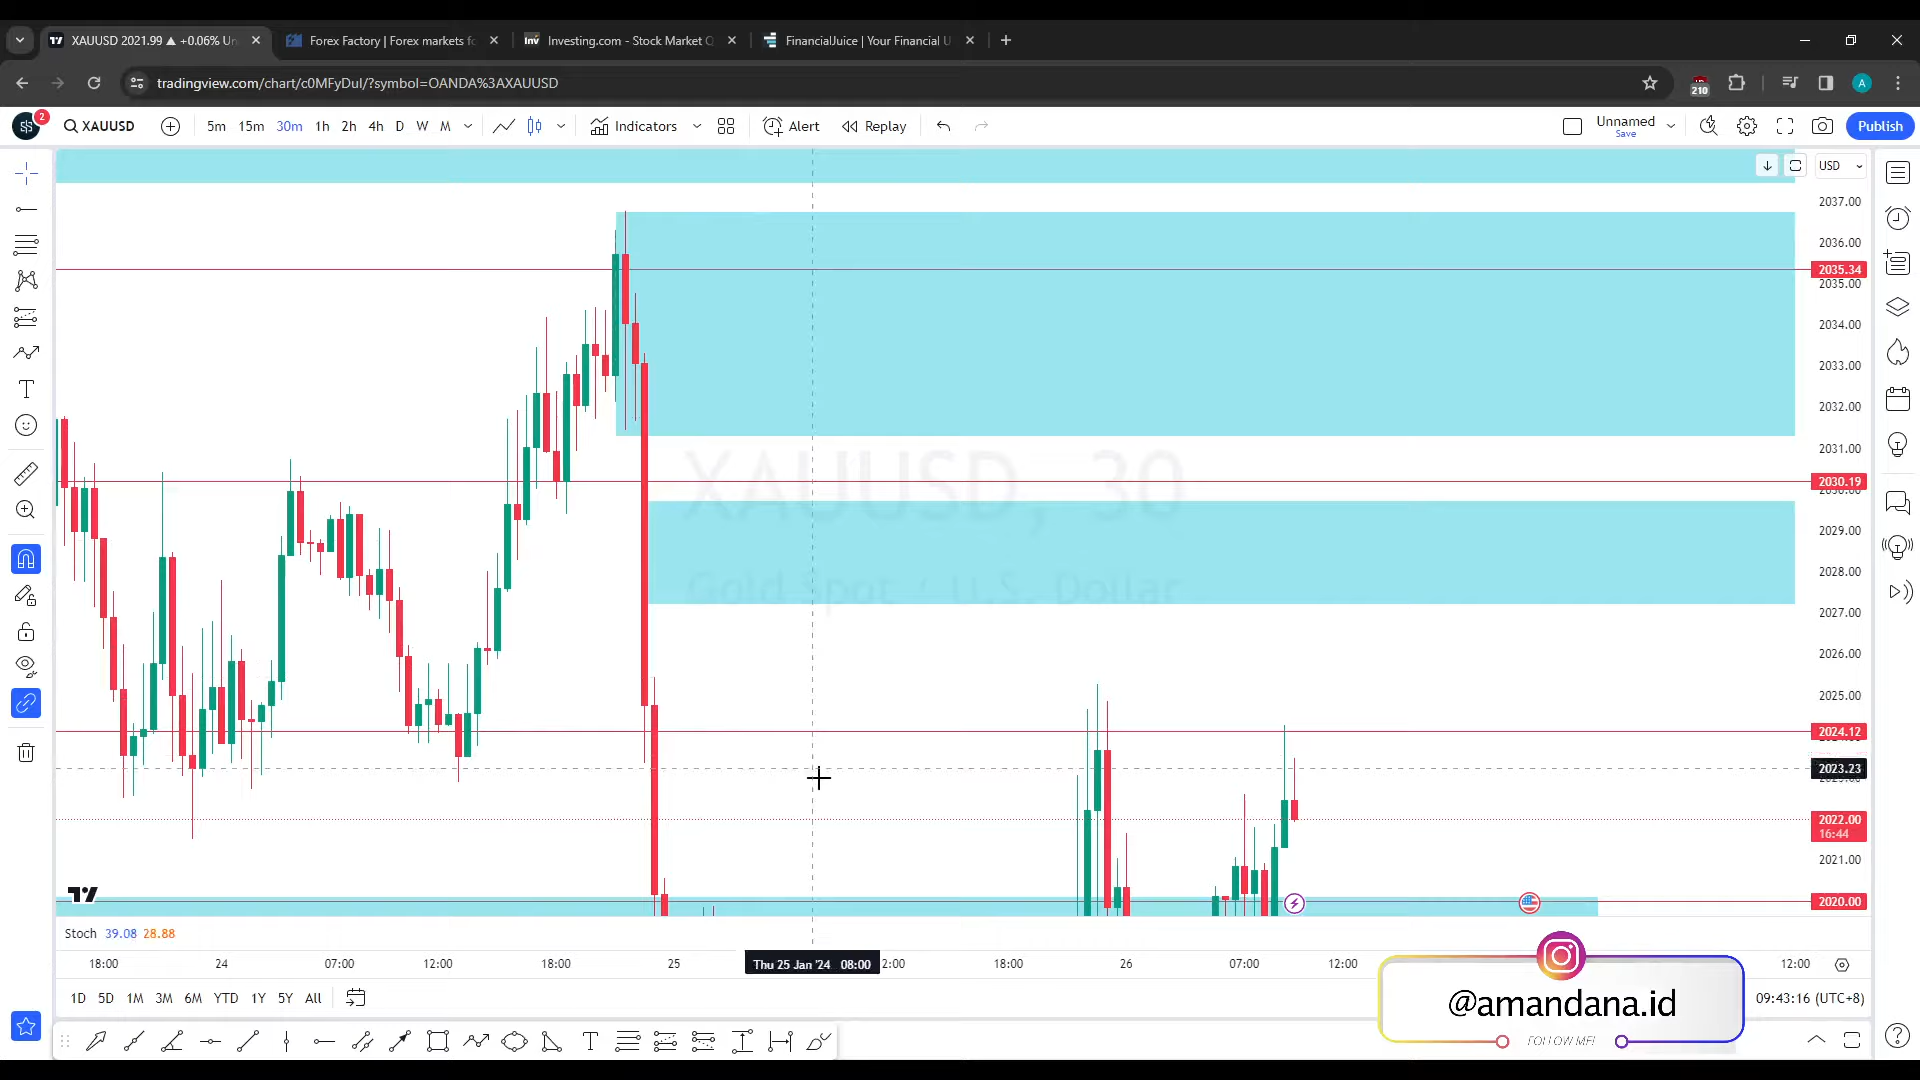 XAUUSD 2021.99 ▲ +0.06% Un
Forex Factory | Forex markets fo
Investing.com - Stock Market Q
FinancialJuice | Your Financial U
tradingview.com/chart/c0MFyDul/?symbol=OANDA%3AXAUUSD
210
A
2
XAUUSD
5m 15m 30m 1h 2h 4h D W M
Indicators
Alert
Replay
Unnamed
Save
Publish
USD
2037.00
2036.00
2035.34
2035.00
2034.00
2033.00
2032.00
2031.00
2030.19
2029.00
2028.00
2027.00
2026.00
2025.00
2024.12
2023.23
2022.00
16:44
2021.00
2020.00
XAUUSD, 30
Gold Spot · U.S. Dollar
Stoch 39.08 28.88
18:00 24 07:00 12:00 18:00 25 Thu 25 Jan '24 08:00 2:00 18:00 26 07:00 12:00 12:00
1D 5D 1M 3M 6M YTD 1Y 5Y All
09:43:16 (UTC+8)
@amandana.id
FOLLOW ME!